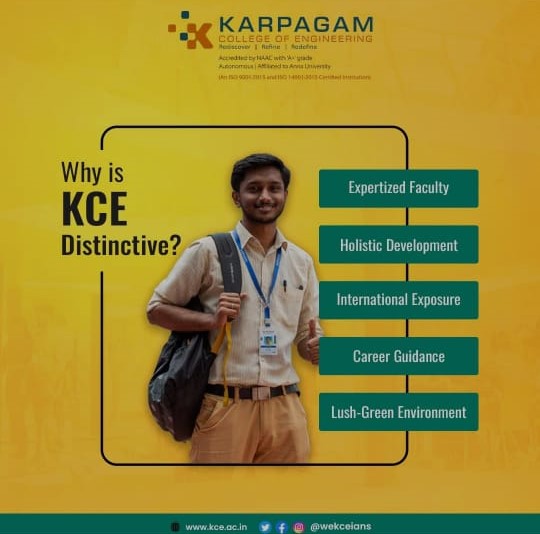 KARPAGAM
COLLEGE OF ENGINEERING
Rediscover | Refine | Redefine
Accredited by NAAC with 'A+' grade
Autonomous | Affiliated to Anna University
(An ISO 9001:2015 and ISO 14001:2015 Certified Institution)
Why is
KCE
Distinctive?
Expertized Faculty
Holistic Development
International Exposure
Career Guidance
Lush-Green Environment
www.kce.ac.in
@wekceians